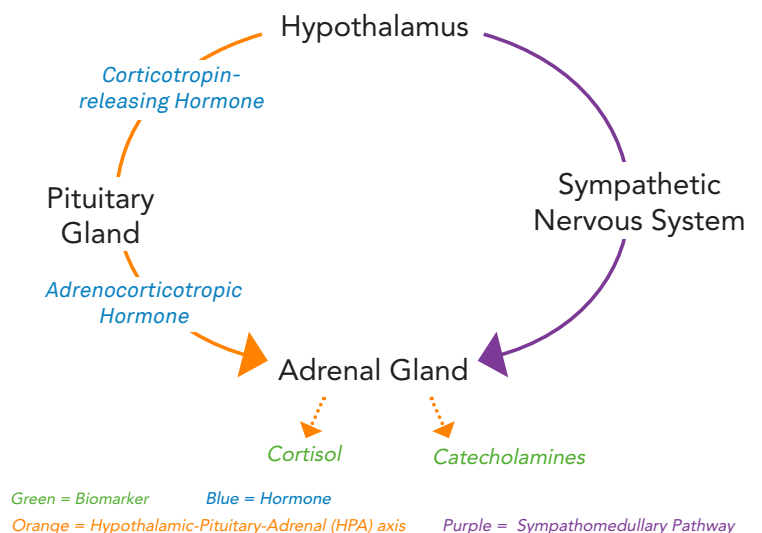 Hypothalamus
Corticotropin-
releasing Hormone
Pituitary
Gland
Sympathetic
Nervous System
Adrenocorticotropic
Hormone
Adrenal Gland
Cortisol
Catecholamines
Green = Biomarker
Blue = Hormone
Orange = Hypothalamic-Pituitary-Adrenal (HPA) axis
Purple = Sympathomedullary Pathway